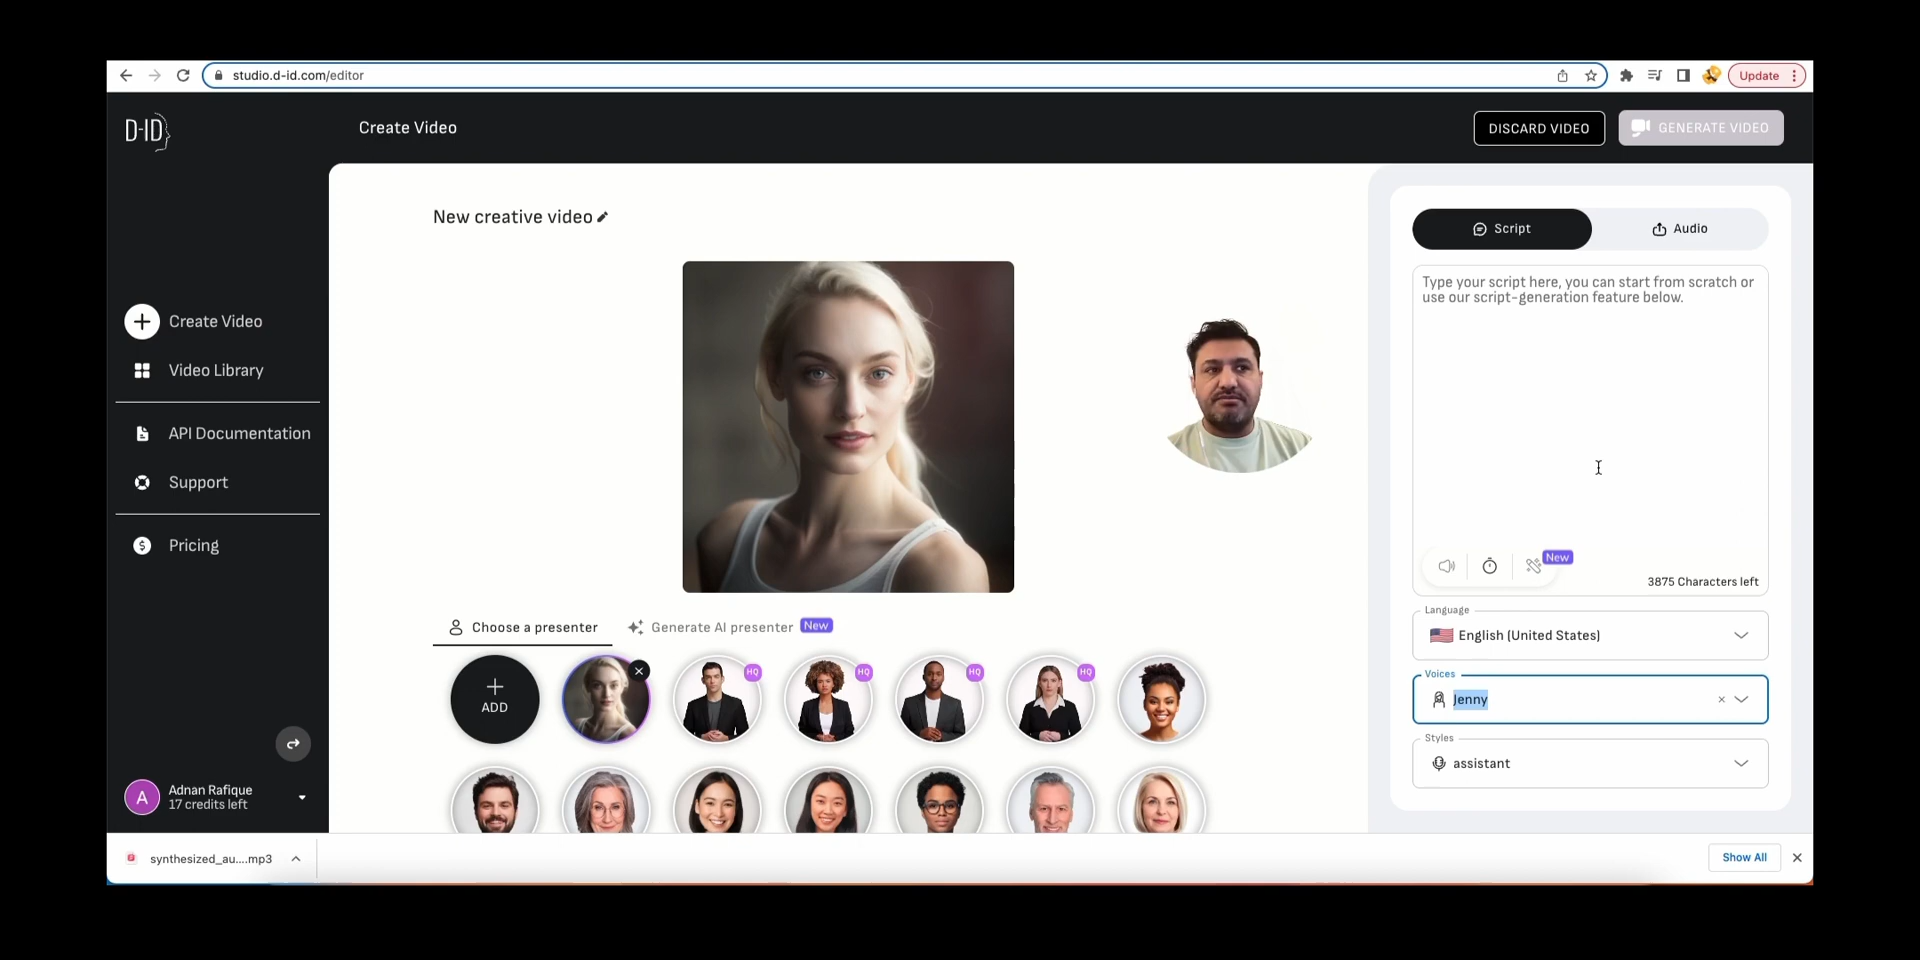 studio.d-id.com/editor
Update
D-ID
Create Video
DISCARD VIDEO
GENERATE VIDEO
Create Video
Video Library
API Documentation
Support
Pricing
A
Adnan Rafique
17 credits left
New creative video
Choose a presenter
Generate AI presenter
New
ADD
HQ
HQ
HQ
HQ
Script
Audio
Type your script here, you can start from scratch or
use our script-generation feature below.
New
3875 Characters left
Language
English (United States)
Voices
Jenny
Styles
assistant
synthesized_au....mp3
Show All